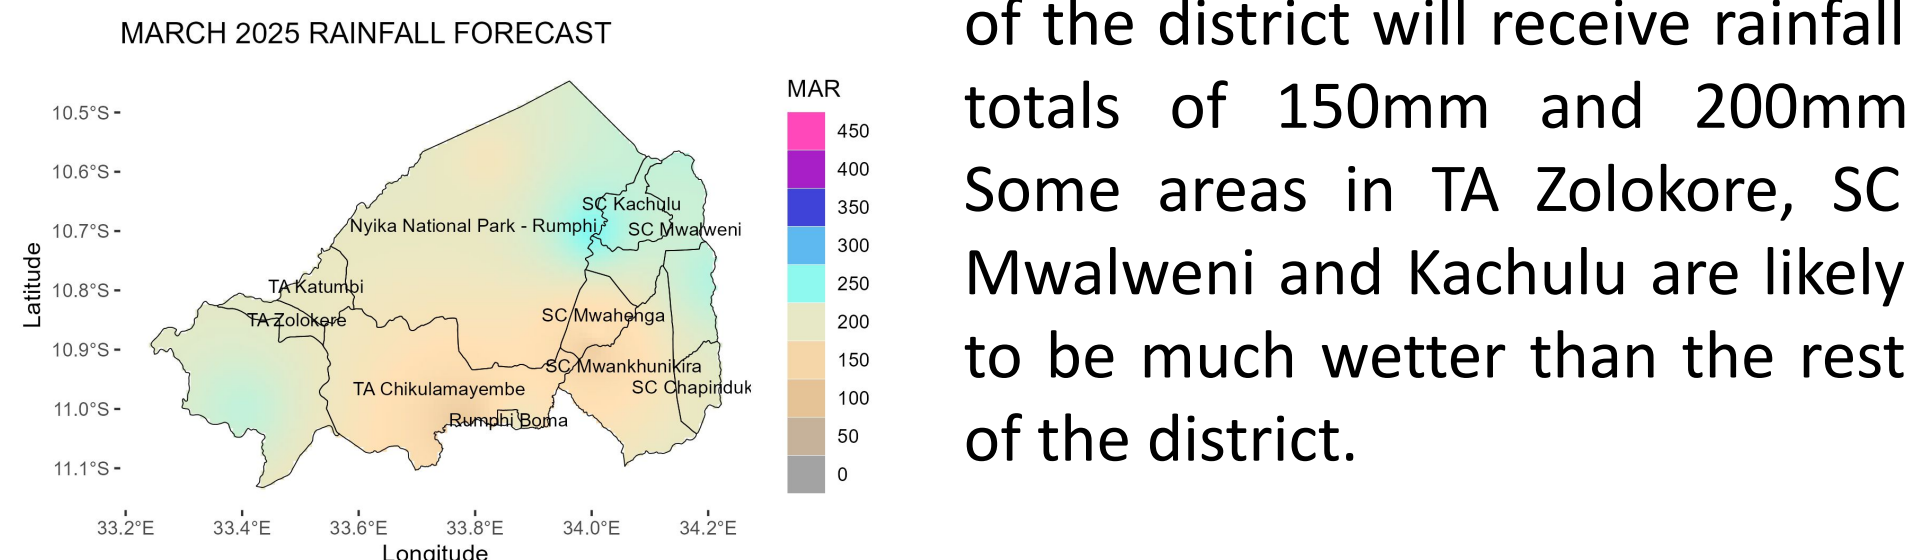 MARCH 2025 RAINFALL FORECAST
MAR
450
400
350
300
250
200
150
100
50
0
Latitude
10.5°S
10.6°S
10.7°S
10.8°S
10.9°S
11.0°S
11.1°S
SC Kachulu
Nyika National Park - Rumphi
SC Mwalweni
TA Katumbi
SC Mwahenga
TA Zolokere
SC Mwankhunikira
TA Chikulamayembe
SC Chapinduk
Rumphi Boma
33.2°E
33.4°E
33.6°E
33.8°E
34.0°E
34.2°E
Longitude
of the district will receive rainfall
totals of 150mm and 200mm
Some areas in TA Zolokore, SC
Mwalweni and Kachulu are likely
to be much wetter than the rest
of the district.